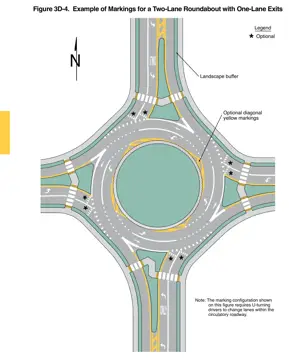 Figure 3D-4. Example of Markings for a Two-Lane Roundabout with One-Lane Exits
Legend
★ Optional
N
Landscape buffer
Optional diagonal
yellow markings
Note: The marking configuration shown
on this figure requires U-turning
drivers to change lanes within the
circulatory roadway.